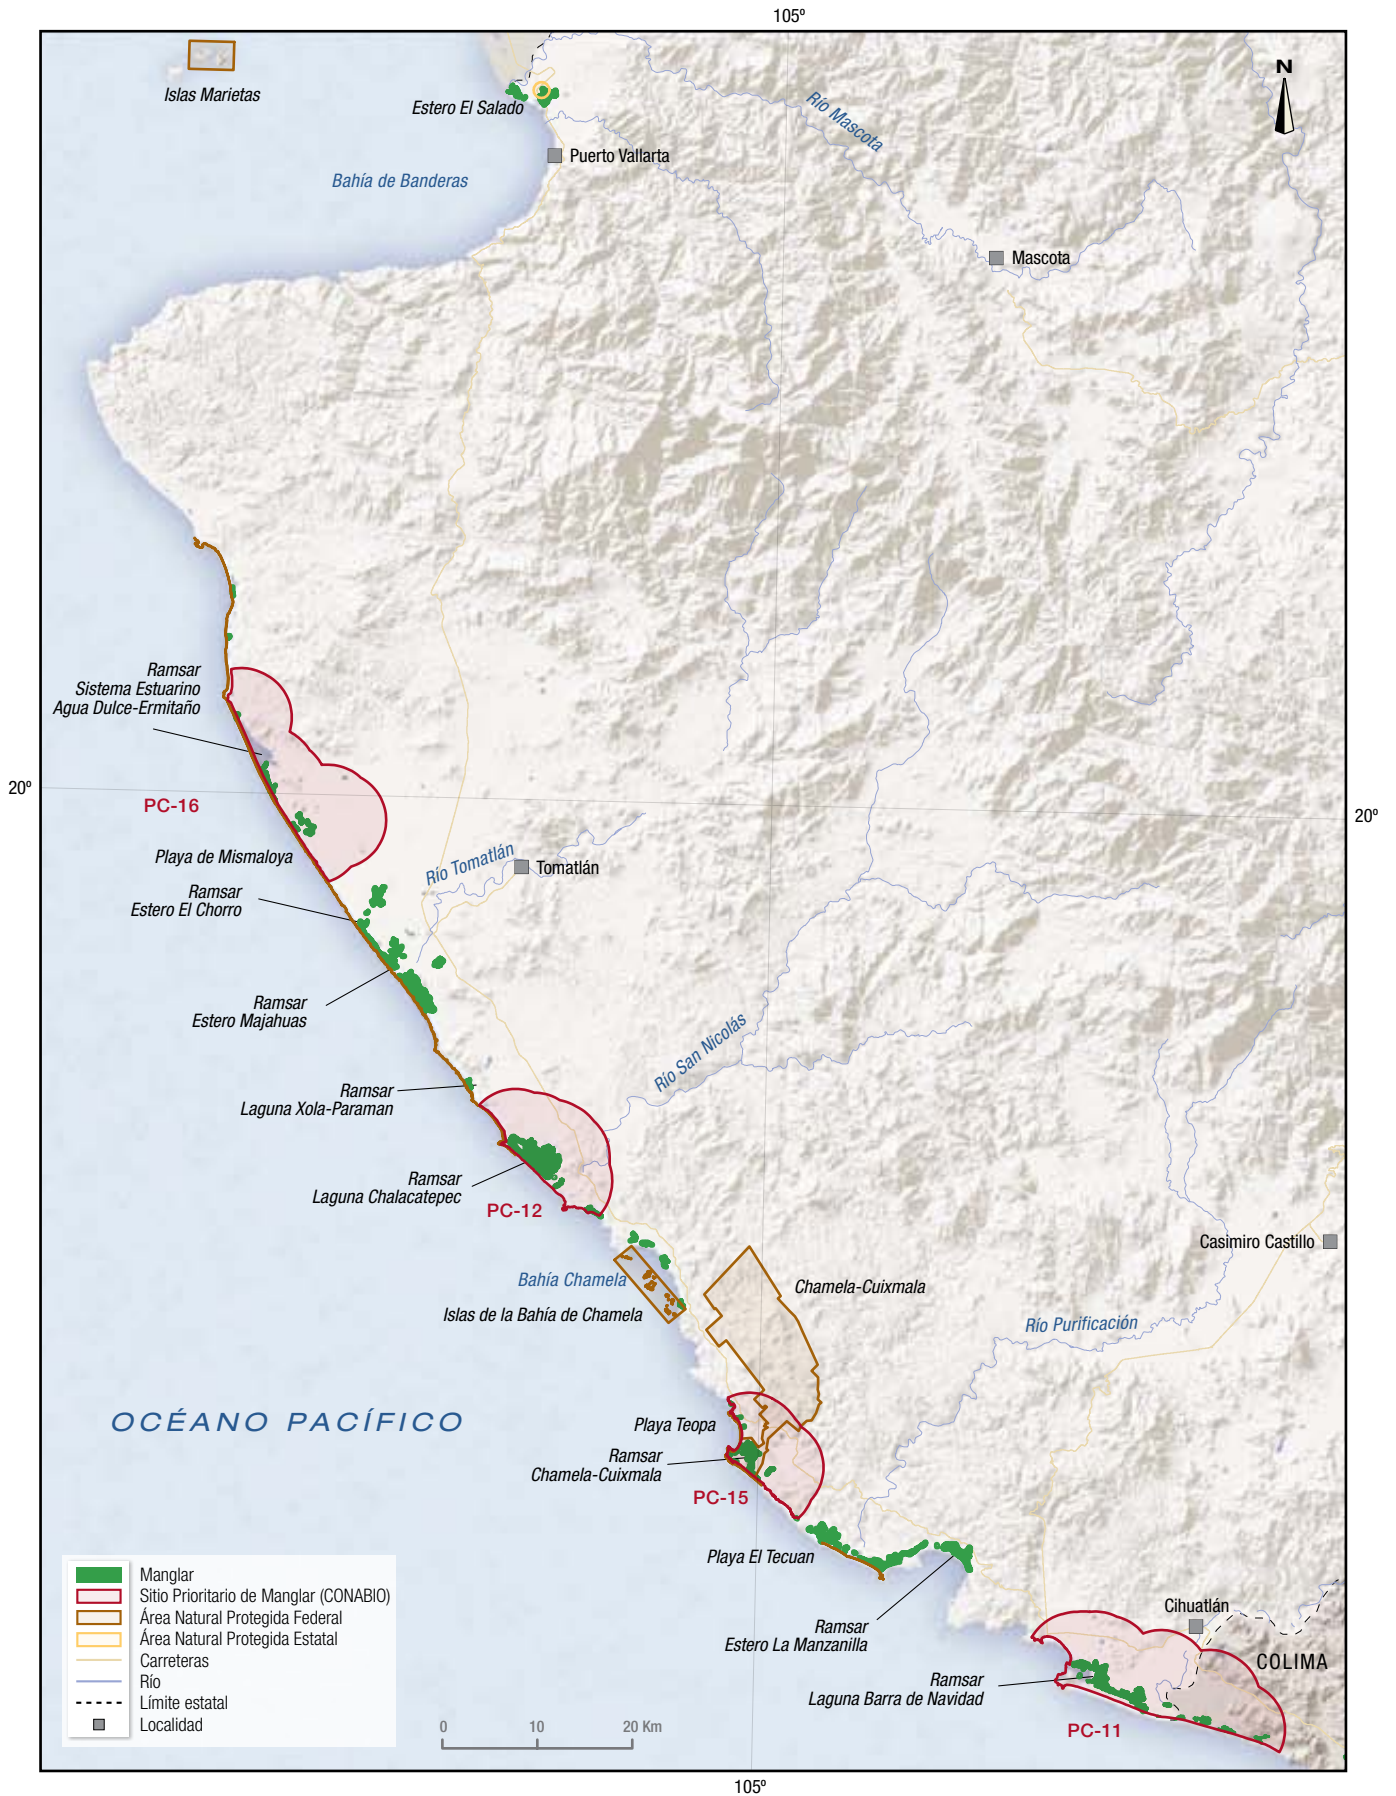 105º
N
Islas Marietas
Estero El Salado
Río Mascota
Puerto Vallarta
Bahía de Banderas
Mascota
Ramsar
Sistema Estuarino
Agua Dulce-Ermitaño
20º
PC-16
20º
Playa de Mismaloya
Río Tomatlán
Tomatlán
Ramsar
Estero El Chorro
Ramsar
Estero Majahuas
Río San Nicolás
Ramsar
Laguna Xola-Paraman
Ramsar
Laguna Chalacatepec
PC-12
Casimiro Castillo
Bahía Chamela
Chamela-Cuixmala
Islas de la Bahía de Chamela
Río Purificación
OCÉANO PACÍFICO
Playa Teopa
Ramsar
Chamela-Cuixmala
PC-15
Playa El Tecuan
Cihuatlán
Ramsar
Estero La Manzanilla
COLIMA
Ramsar
Laguna Barra de Navidad
PC-11
Manglar
Sitio Prioritario de Manglar (CONABIO)
Área Natural Protegida Federal
Área Natural Protegida Estatal
Carreteras
Río
Límite estatal
Localidad
0 10 20 Km
105º